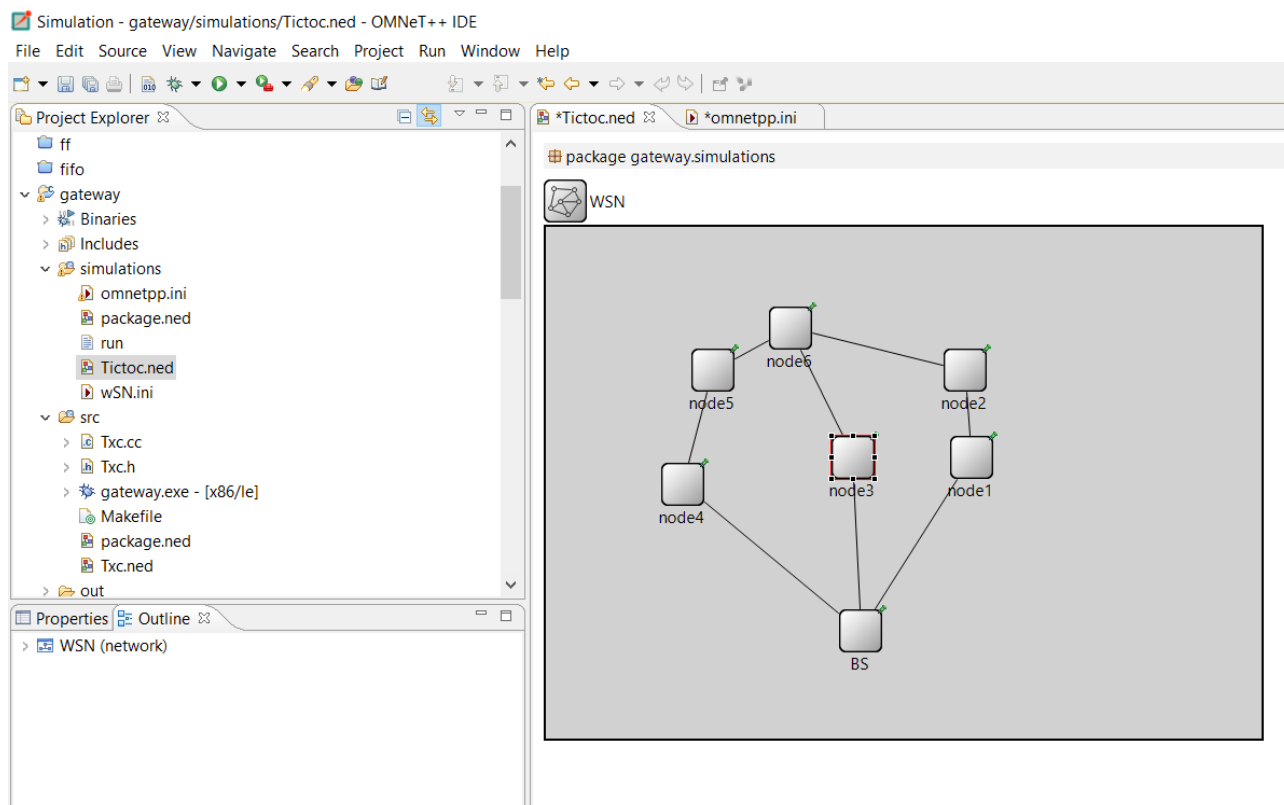 Simulation - gateway/simulations/Tictoc.ned - OMNeT++ IDE
File Edit Source View Navigate Search Project Run Window Help
010
Project Explorer
ff
fifo
gateway
Binaries
Includes
simulations
omnetpp.ini
package.ned
run
Tictoc.ned
wSN.ini
src
Txc.cc
Txc.h
gateway.exe - [x86/le]
Makefile
package.ned
Txc.ned
out
Properties Outline
WSN (network)
*Tictoc.ned *omnetpp.ini
package gateway.simulations
WSN
node6
node5
node2
node3
node1
node4
BS